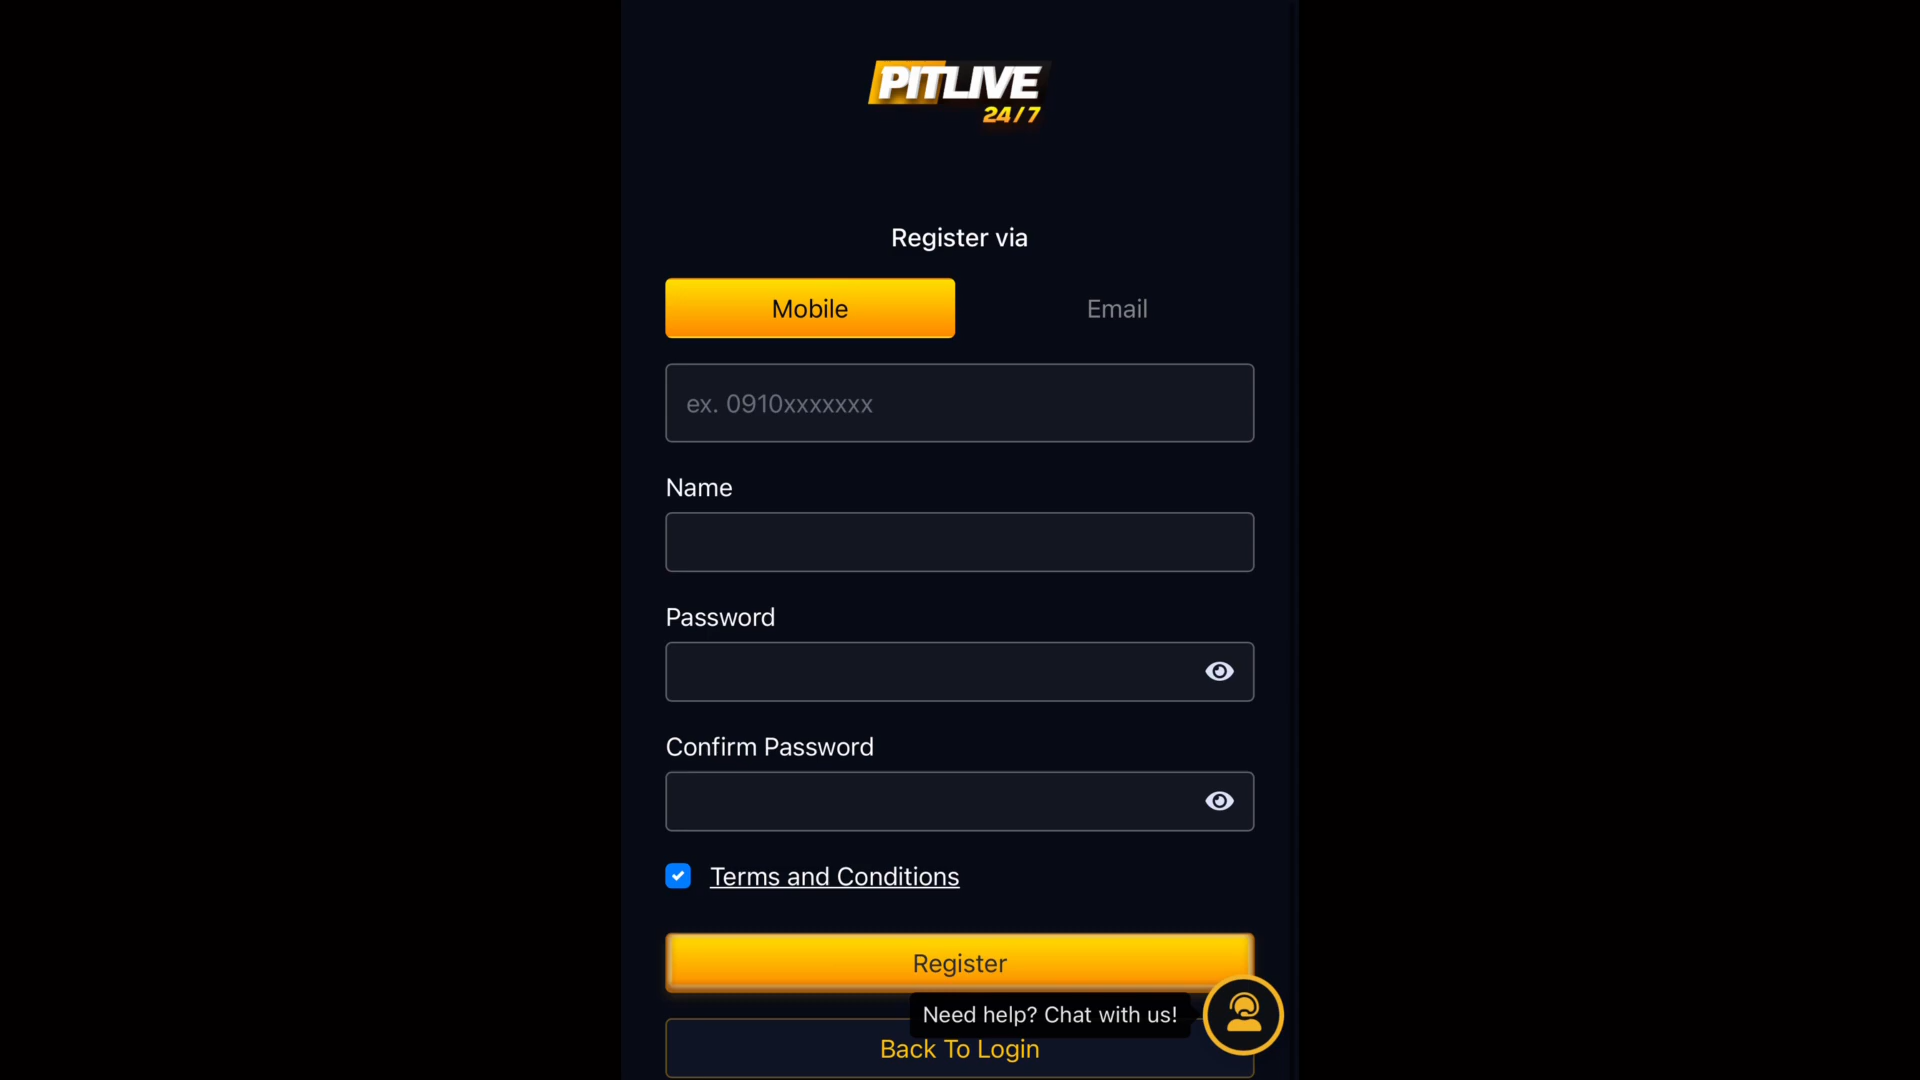 PITLIVE
24/7
Register via
Mobile Email
ex. 0910xxxxxxx
Name
Password
Confirm Password
Terms and Conditions
Register
Need help? Chat with us!
Back To Login